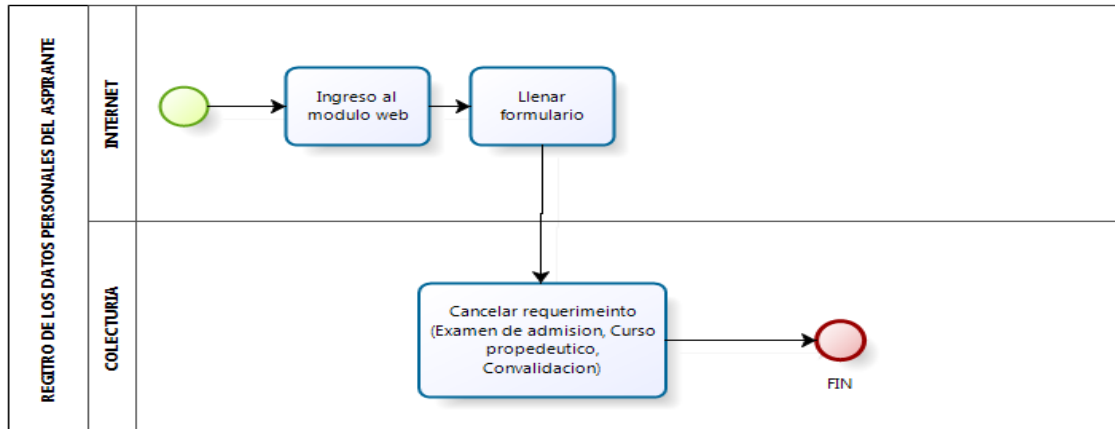 REGITRO DE LOS DATOS PERSONALES DEL ASPIRANTE
INTERNET
Ingreso al
modulo web
Llenar
formulario
COLECTURIA
Cancelar requerimeinto
(Examen de admision, Curso
propedeutico,
Convalidacion)
FIN